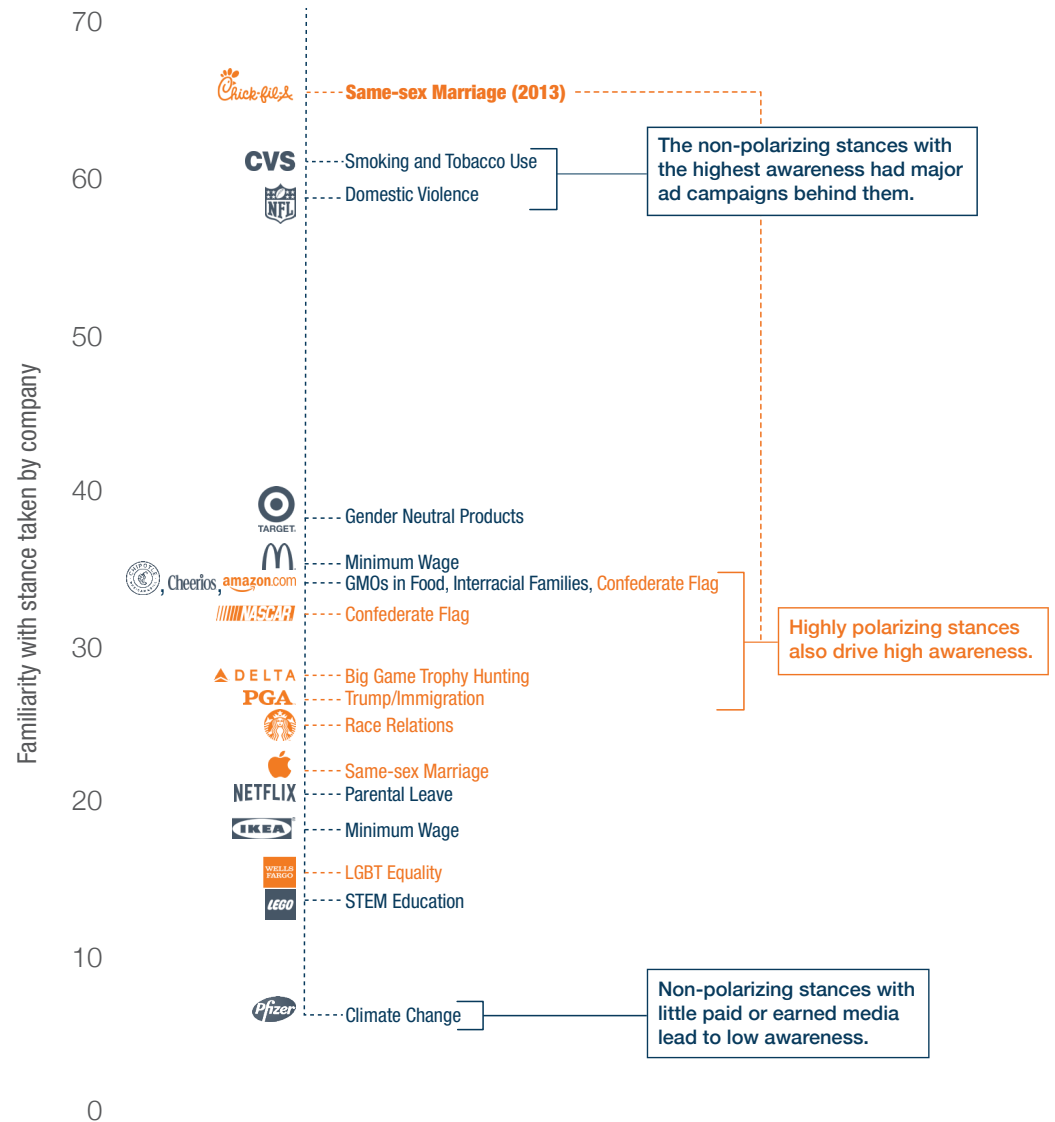 70
Chick-fil-A
Same-sex Marriage (2013)
CVS
Smoking and Tobacco Use
The non-polarizing stances with
the highest awareness had major
ad campaigns behind them.
60
NFL
Domestic Violence
50
Familiarity with stance taken by company
40
TARGET.
Gender Neutral Products
Minimum Wage
CHIPOTLE
, Cheerios, amazon.com
GMOs in Food, Interracial Families, Confederate Flag
NASCAR
Confederate Flag
Highly polarizing stances
also drive high awareness.
30
DELTA
Big Game Trophy Hunting
PGA
Trump/Immigration
Race Relations
Same-sex Marriage
20
NETFLIX
Parental Leave
IKEA®
Minimum Wage
WELLS
FARGO
LGBT Equality
LEGO
STEM Education
10
Pfizer
Climate Change
Non-polarizing stances with
little paid or earned media
lead to low awareness.
0